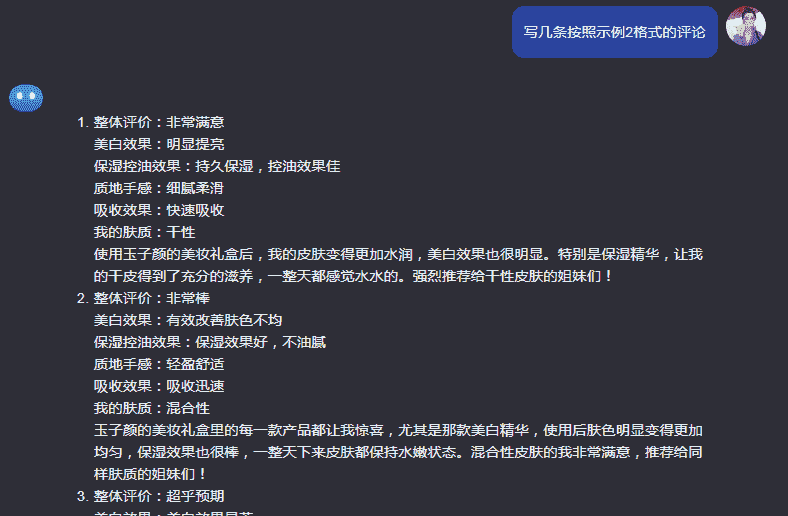 写几条按照示例2格式的评论
1. 整体评价：非常满意
美白效果：明显提亮
保湿控油效果：持久保湿，控油效果佳
质地手感：细腻柔滑
吸收效果：快速吸收
我的肤质：干性
使用玉子颜的美妆礼盒后，我的皮肤变得更加水润，美白效果也很明显。特别是保湿精华，让我
的干皮得到了充分的滋养，一整天都感觉水水的。强烈推荐给干性皮肤的姐妹们！
2. 整体评价：非常棒
美白效果：有效改善肤色不均
保湿控油效果：保湿效果好，不油腻
质地手感：轻盈舒适
吸收效果：吸收迅速
我的肤质：混合性
玉子颜的美妆礼盒里的每一款产品都让我惊喜，尤其是那款美白精华，使用后肤色明显变得更加
均匀，保湿效果也很棒，一整天下来皮肤都保持水嫩状态。混合性皮肤的我非常满意，推荐给同
样肤质的姐妹们！
3. 整体评价：超乎预期